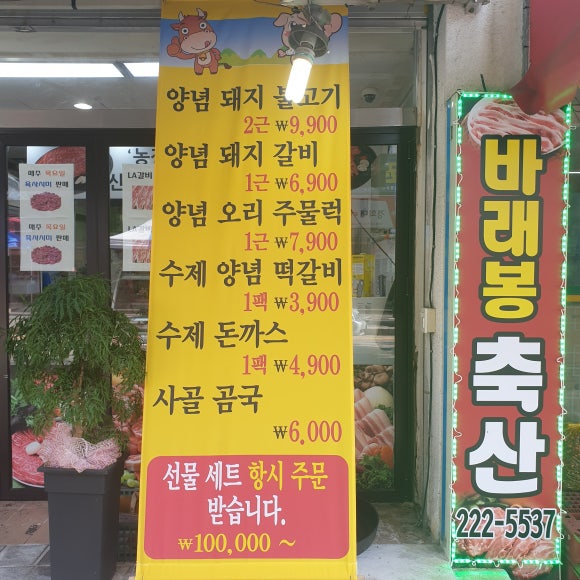 양념 돼지 불고기
2근 ₩9,900
양념 돼지 갈비
1근 ₩6,900
양념 오리 주물럭
1근 ₩7,900
수제 양념 떡갈비
1팩 ₩3,900
수제 돈까스
1팩 ₩4,900
사골 곰국
₩6,000
선물 세트 항시 주문
받습니다.
₩100,000 ~
바래봉 축산
222-5537
매주 목요일
육사시미 판매
매주 목요일
육사시미 판매
LA갈비